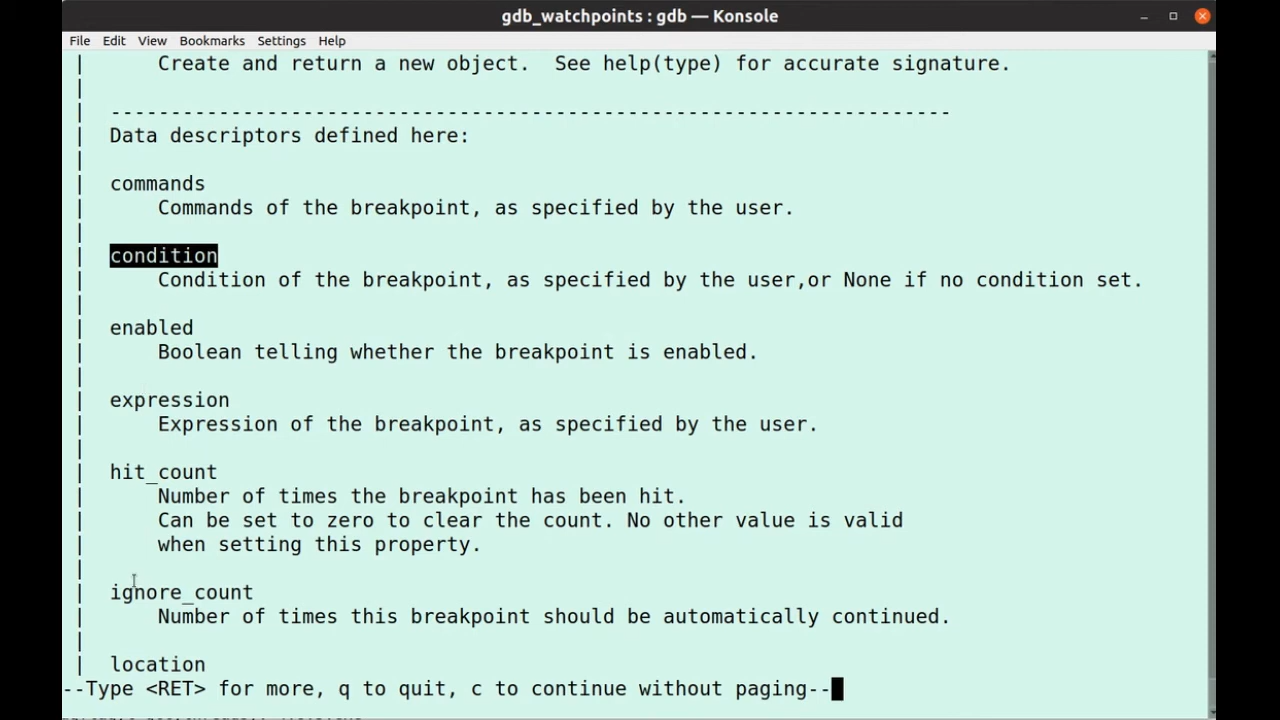 gdb_watchpoints : gdb — Konsole
File Edit View Bookmarks Settings Help
|      Create and return a new object.  See help(type) for accurate signature.
|
|  ----------------------------------------------------------------------
|  Data descriptors defined here:
|
|  commands
|      Commands of the breakpoint, as specified by the user.
|
|  condition
|      Condition of the breakpoint, as specified by the user,or None if no condition set.
|
|  enabled
|      Boolean telling whether the breakpoint is enabled.
|
|  expression
|      Expression of the breakpoint, as specified by the user.
|
|  hit_count
|      Number of times the breakpoint has been hit.
|      Can be set to zero to clear the count. No other value is valid
|      when setting this property.
|
|  ignore_count
|      Number of times this breakpoint should be automatically continued.
|
|  location
--Type <RET> for more, q to quit, c to continue without paging--